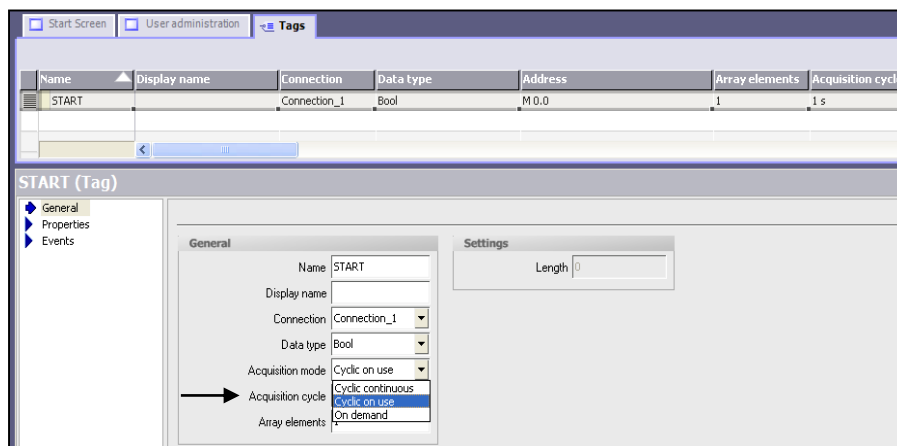 Start Screen User administration Tags
Name Display name Connection Data type Address Array elements Acquisition cycl
START Connection_1 Bool M 0.0 1 1 s
START (Tag)
General
Properties
Events
General
Name START
Display name
Connection Connection_1
Data type Bool
Acquisition mode Cyclic on use
Acquisition cycle
Cyclic continuous
Cyclic on use
On demand
Array elements
Settings
Length 0